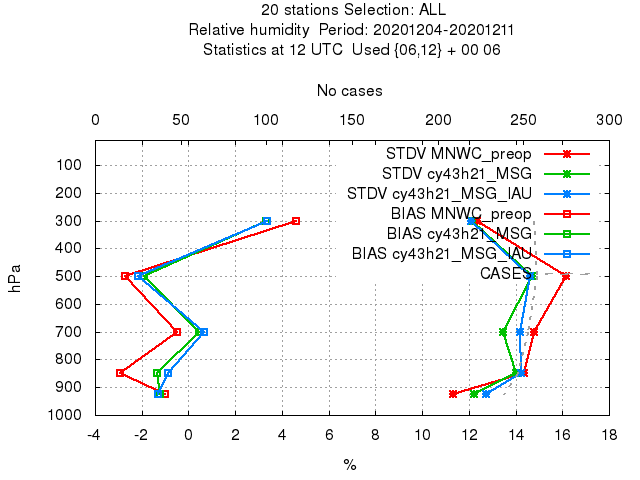 20 stations Selection: ALL
Relative humidity  Period: 20201204-20201211
Statistics at 12 UTC  Used {06,12} + 00 06
No cases
0 50 100 150 200 250 300
STDV MNWC_preop
STDV cy43h21_MSG
STDV cy43h21_MSG_IAU
BIAS MNWC_preop
BIAS cy43h21_MSG
BIAS cy43h21_MSG_IAU
CASES
hPa
100
200
300
400
500
600
700
800
900
1000
-4 -2 0 2 4 6 8 10 12 14 16 18
%